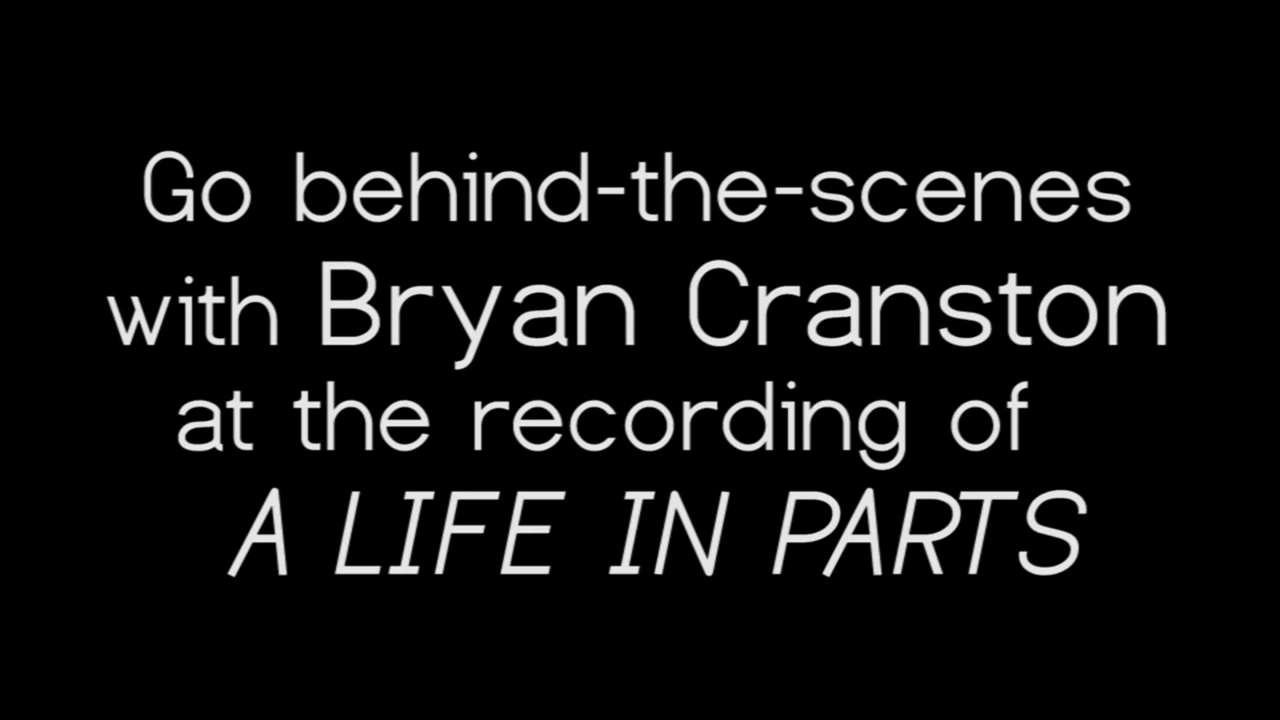 Go behind-the-scenes
with Bryan Cranston
at the recording of
A LIFE IN PARTS